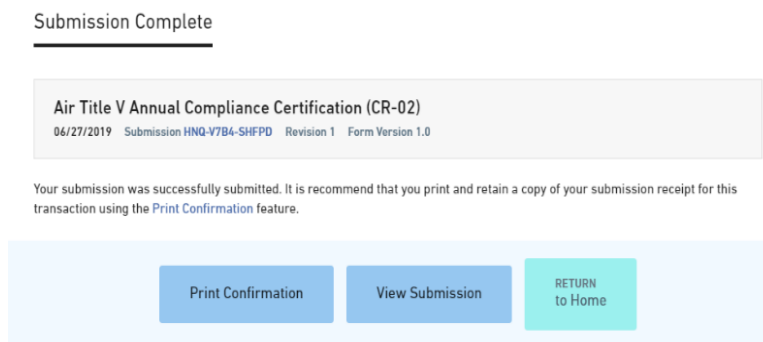 Submission Complete
Air Title V Annual Compliance Certification (CR-02)
06/27/2019 Submission HNQ-V7B4-SHFPD Revision 1 Form Version 1.0
Your submission was successfully submitted. It is recommend that you print and retain a copy of your submission receipt for this
transaction using the Print Confirmation feature.
Print Confirmation
View Submission
RETURN
to Home